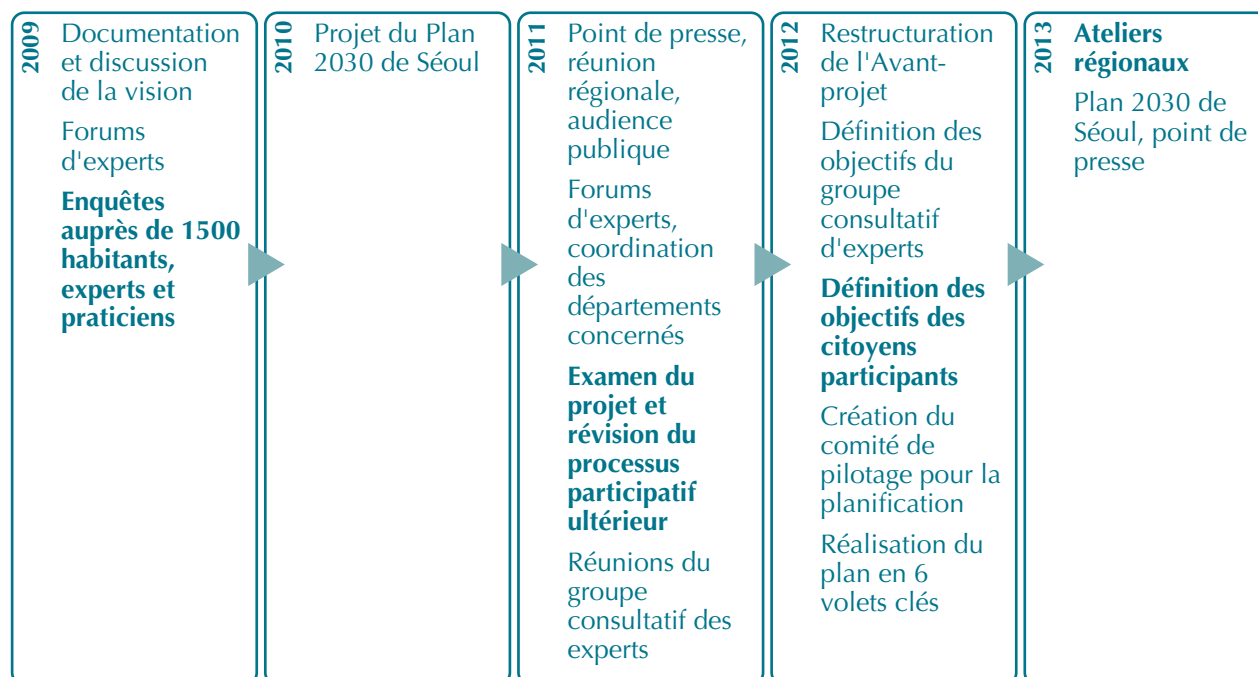 2009
Documentation
et discussion
de la vision
Forums
d'experts
Enquêtes
auprès de 1500
habitants,
experts et
praticiens
2010
Projet du Plan
2030 de Séoul
2011
Point de presse,
réunion
régionale,
audience
publique
Forums
d'experts,
coordination
des
départements
concernés
Examen du
projet et
révision du
processus
participatif
ultérieur
Réunions du
groupe
consultatif des
experts
2012
Restructuration
de l'Avant-
projet
Définition des
objectifs du
groupe
consultatif
d'experts
Définition des
objectifs des
citoyens
participants
Création du
comité de
pilotage pour la
planification
Réalisation du
plan en 6
volets clés
2013
Ateliers
régionaux
Plan 2030 de
Séoul, point de
presse